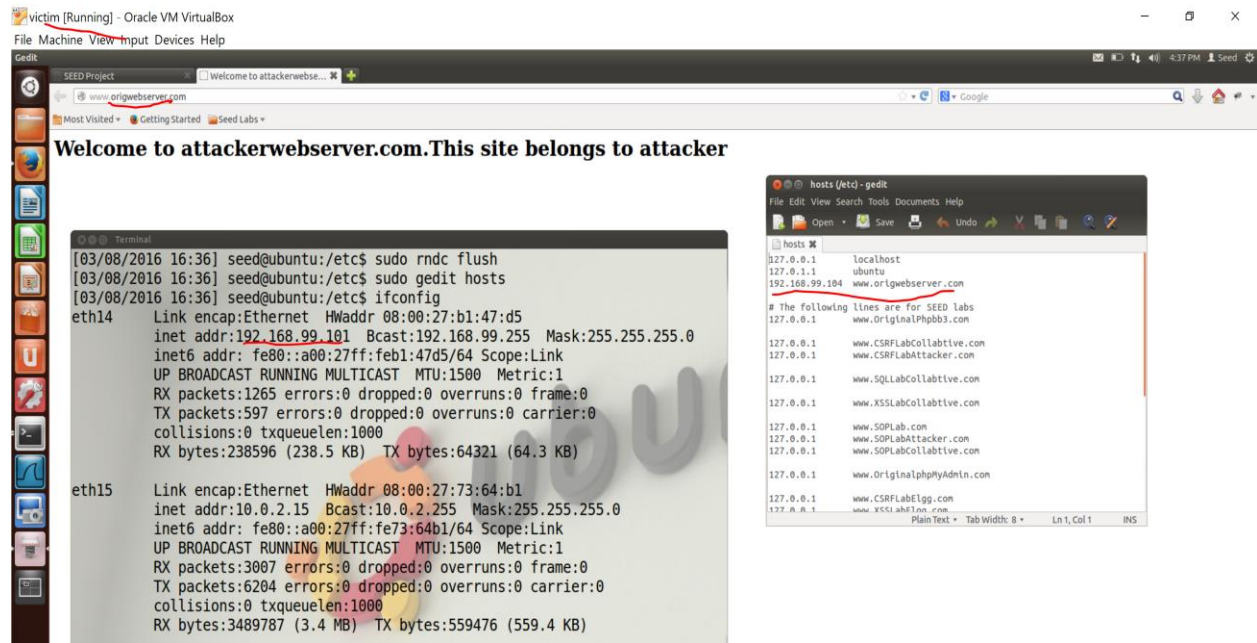 victim [Running] - Oracle VM VirtualBox
File Machine View Input Devices Help
Gedit
4:37 PM Seed
SEED Project
Welcome to attackerwebse...
www.origwebserver.com
Google
Most Visited
Getting Started
Seed Labs
Welcome to attackerwebserver.com.This site belongs to attacker
hosts (/etc) - gedit
File Edit View Search Tools Documents Help
Open Save Undo
hosts
127.0.0.1 localhost
127.0.1.1 ubuntu
192.168.99.104 www.origwebserver.com
# The following lines are for SEED labs
127.0.0.1 www.OriginalPhpbb3.com
127.0.0.1 www.CSRFLabCollabtive.com
127.0.0.1 www.CSRFLabAttacker.com
127.0.0.1 www.SQLLabCollabtive.com
127.0.0.1 www.XSSLabCollabtive.com
127.0.0.1 www.SOPLab.com
127.0.0.1 www.SOPLabAttacker.com
127.0.0.1 www.SOPLabCollabtive.com
127.0.0.1 www.OriginalphpMyAdmin.com
127.0.0.1 www.CSRFLabElgg.com
127.0.0.1 www.XSSLabElgg.com
Plain Text Tab Width: 8 Ln 1, Col 1 INS
Terminal
[03/08/2016 16:36] seed@ubuntu:/etc$ sudo rndc flush
[03/08/2016 16:36] seed@ubuntu:/etc$ sudo gedit hosts
[03/08/2016 16:36] seed@ubuntu:/etc$ ifconfig
eth14 Link encap:Ethernet HWaddr 08:00:27:b1:47:d5
inet addr:192.168.99.101 Bcast:192.168.99.255 Mask:255.255.255.0
inet6 addr: fe80::a00:27ff:feb1:47d5/64 Scope:Link
UP BROADCAST RUNNING MULTICAST MTU:1500 Metric:1
RX packets:1265 errors:0 dropped:0 overruns:0 frame:0
TX packets:597 errors:0 dropped:0 overruns:0 carrier:0
collisions:0 txqueuelen:1000
RX bytes:238596 (238.5 KB) TX bytes:64321 (64.3 KB)
eth15 Link encap:Ethernet HWaddr 08:00:27:73:64:b1
inet addr:10.0.2.15 Bcast:10.0.2.255 Mask:255.255.255.0
inet6 addr: fe80::a00:27ff:fe73:64b1/64 Scope:Link
UP BROADCAST RUNNING MULTICAST MTU:1500 Metric:1
RX packets:3007 errors:0 dropped:0 overruns:0 frame:0
TX packets:6204 errors:0 dropped:0 overruns:0 carrier:0
collisions:0 txqueuelen:1000
RX bytes:3489787 (3.4 MB) TX bytes:559476 (559.4 KB)